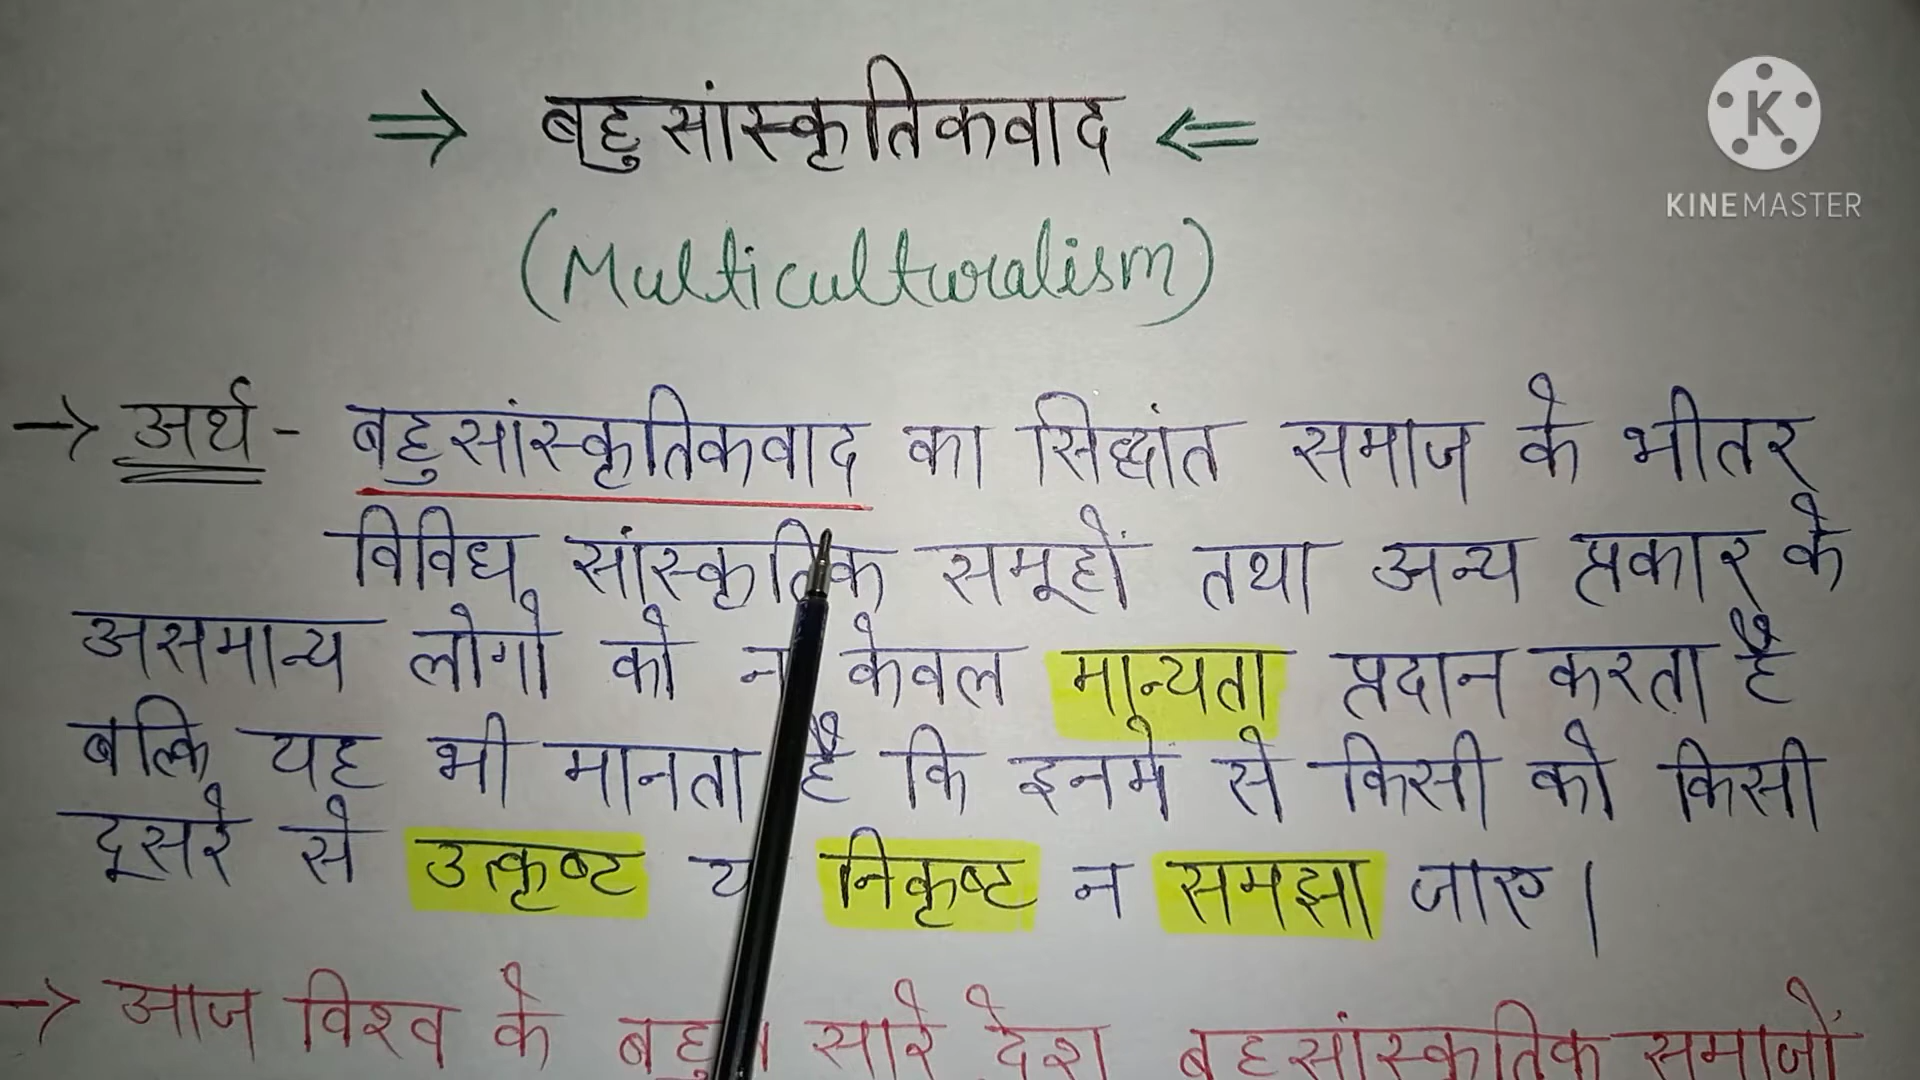 ⇒ बहुसांस्कृतिकवाद ⇐
(Multiculturalism)
K
KINEMASTER
→ अर्थ - बहुसांस्कृतिकवाद का सिद्धांत समाज के भीतर
विविध सांस्कृतिक समूहों तथा अन्य प्रकार के
असमान्य लोगो को न केवल मान्यता प्रदान करता है
बल्कि यह भी मानता है कि इनमे से किसी को किसी
दूसरे से उत्कृष्ट निकृष्ट न समझा जाए।
→ आज विश्व के सारे देश बहुसांस्कृतिक समाजों